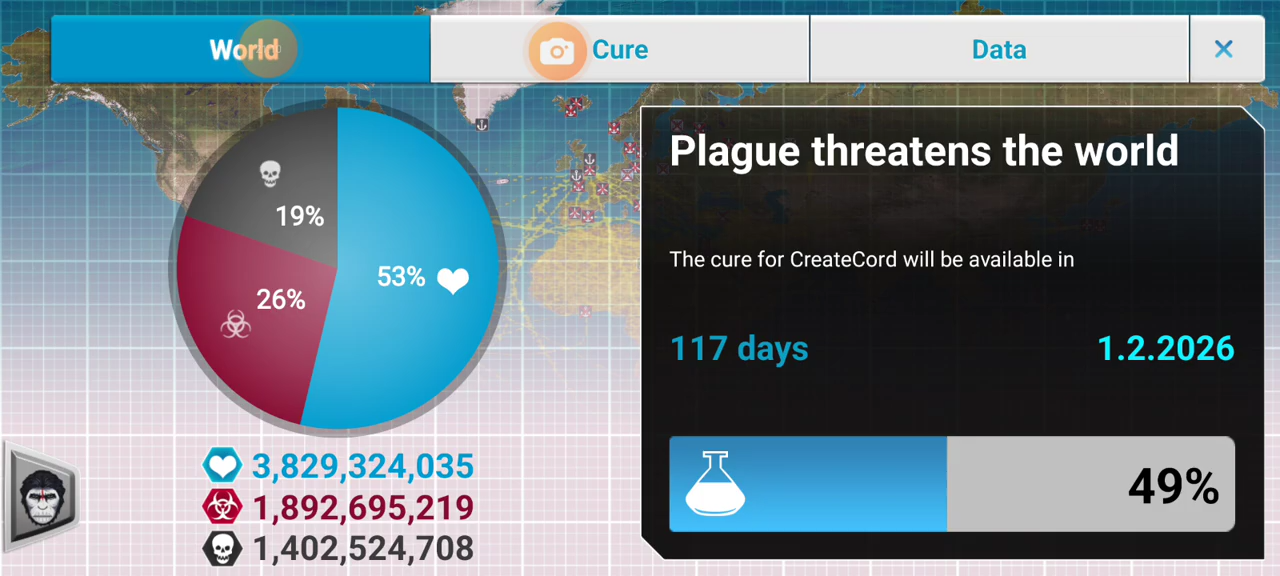 World
Cure
Data
19%
53%
26%
3,829,324,035
1,892,695,219
1,402,524,708
Plague threatens the world
The cure for CreateCord will be available in
117 days
1.2.2026
49%